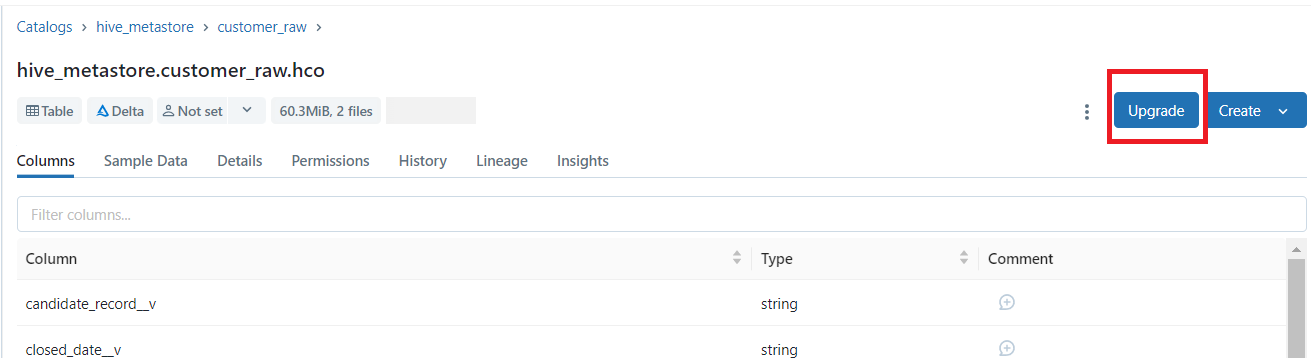 Catalogs > hive_metastore > customer_raw >
hive_metastore.customer_raw.hco
Table Delta Not set 60.3MiB, 2 files Upgrade Create
Columns Sample Data Details Permissions History Lineage Insights
Filter columns...
Column Type Comment
candidate_record__v string
closed_date__v string